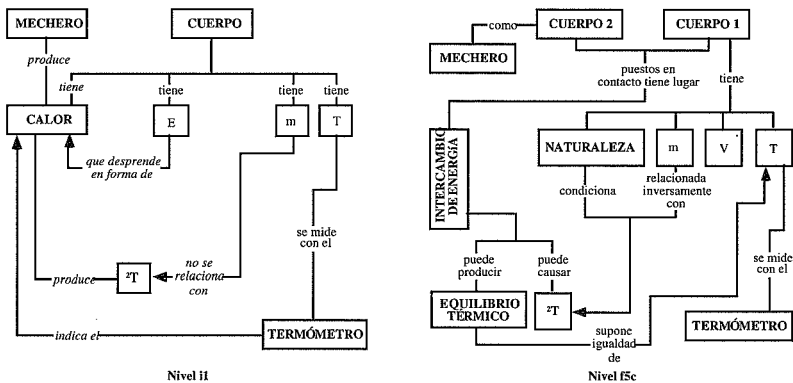 MECHERO
CUERPO
produce
tiene
tiene
tiene
tiene
CALOR
E
m
T
que desprende
en forma de
se mide
con el
no se
relaciona
con
produce
²T
indica el
TERMÓMETRO
Nivel i1
como
CUERPO 2
CUERPO 1
MECHERO
puestos en
contacto tiene lugar
tiene
INTERCAMBIO
DE ENERGIA
NATURALEZA
m
V
T
condiciona
relacionada
inversamente
con
se mide
con el
puede
producir
puede
causar
EQUILIBRIO
TÉRMICO
²T
supone
igualdad
de
TERMÓMETRO
Nivel f5c